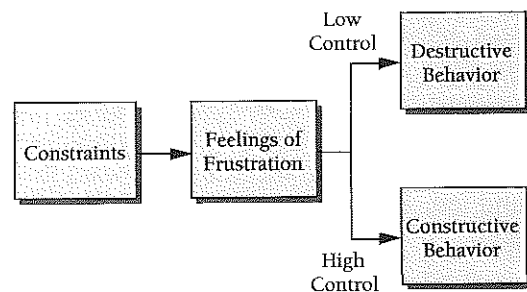 Constraints
Feelings of
Frustration
Low
Control
Destructive
Behavior
High
Control
Constructive
Behavior